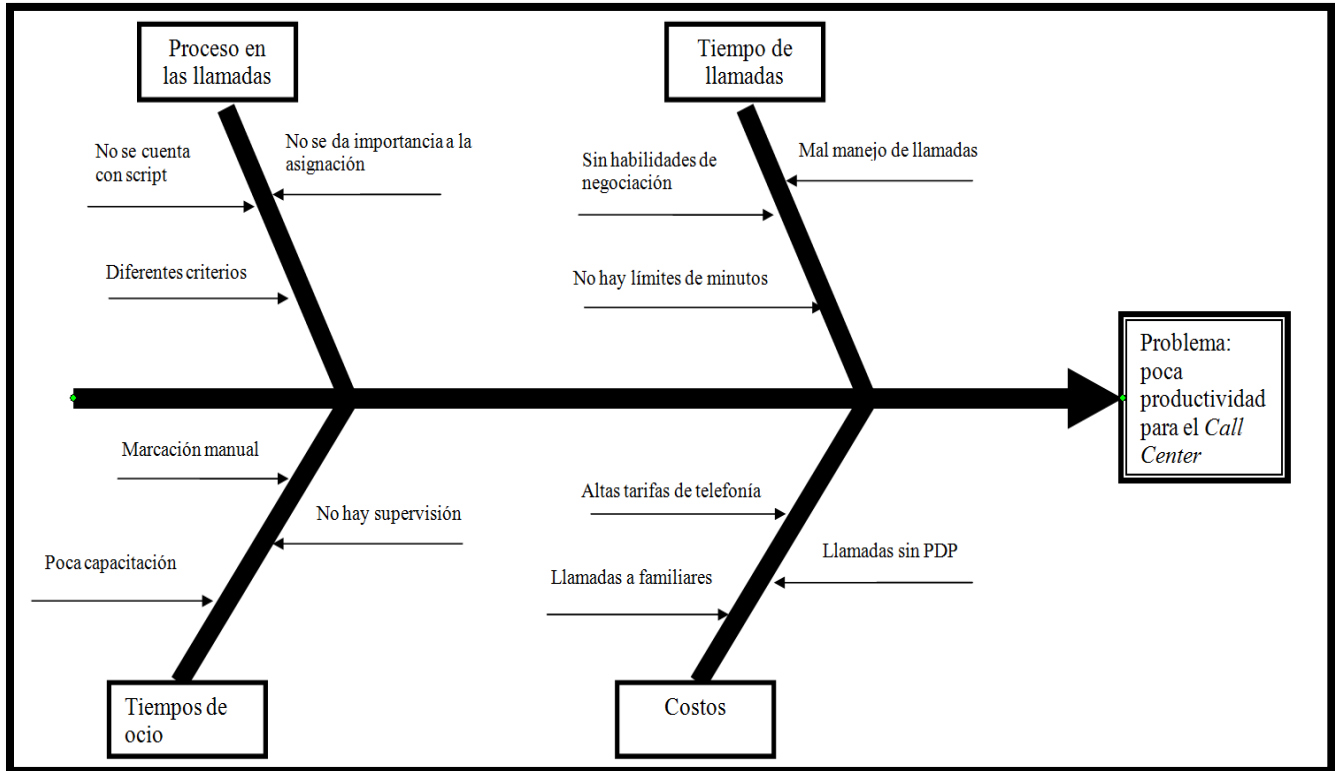 Proceso en
las llamadas
Tiempo de
llamadas
No se cuenta
con script
No se da importancia a la
asignación
Diferentes criterios
Sin habilidades de
negociación
Mal manejo de llamadas
No hay límites de minutos
Problema:
poca
productividad
para el Call
Center
Marcación manual
No hay supervisión
Poca capacitación
Altas tarifas de telefonía
Llamadas sin PDP
Llamadas a familiares
Tiempos de
ocio
Costos